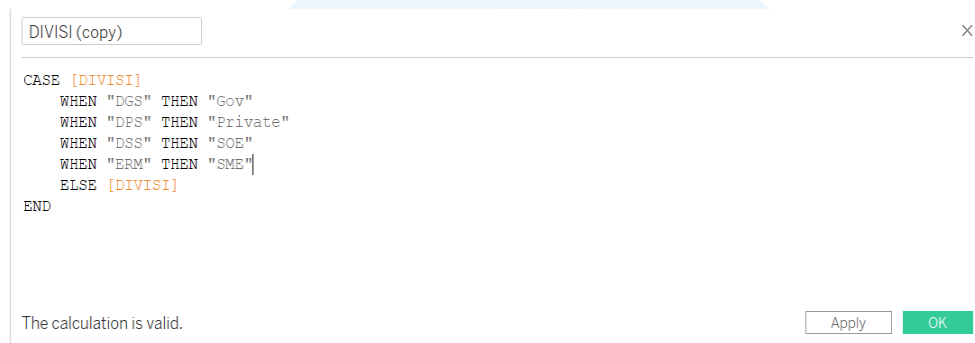 DIVISI (copy)
CASE [DIVISI]
WHEN "DGS" THEN "Gov"
WHEN "DPS" THEN "Private"
WHEN "DSS" THEN "SOE"
WHEN "ERM" THEN "SME"
ELSE [DIVISI]
END
The calculation is valid.
Apply
OK